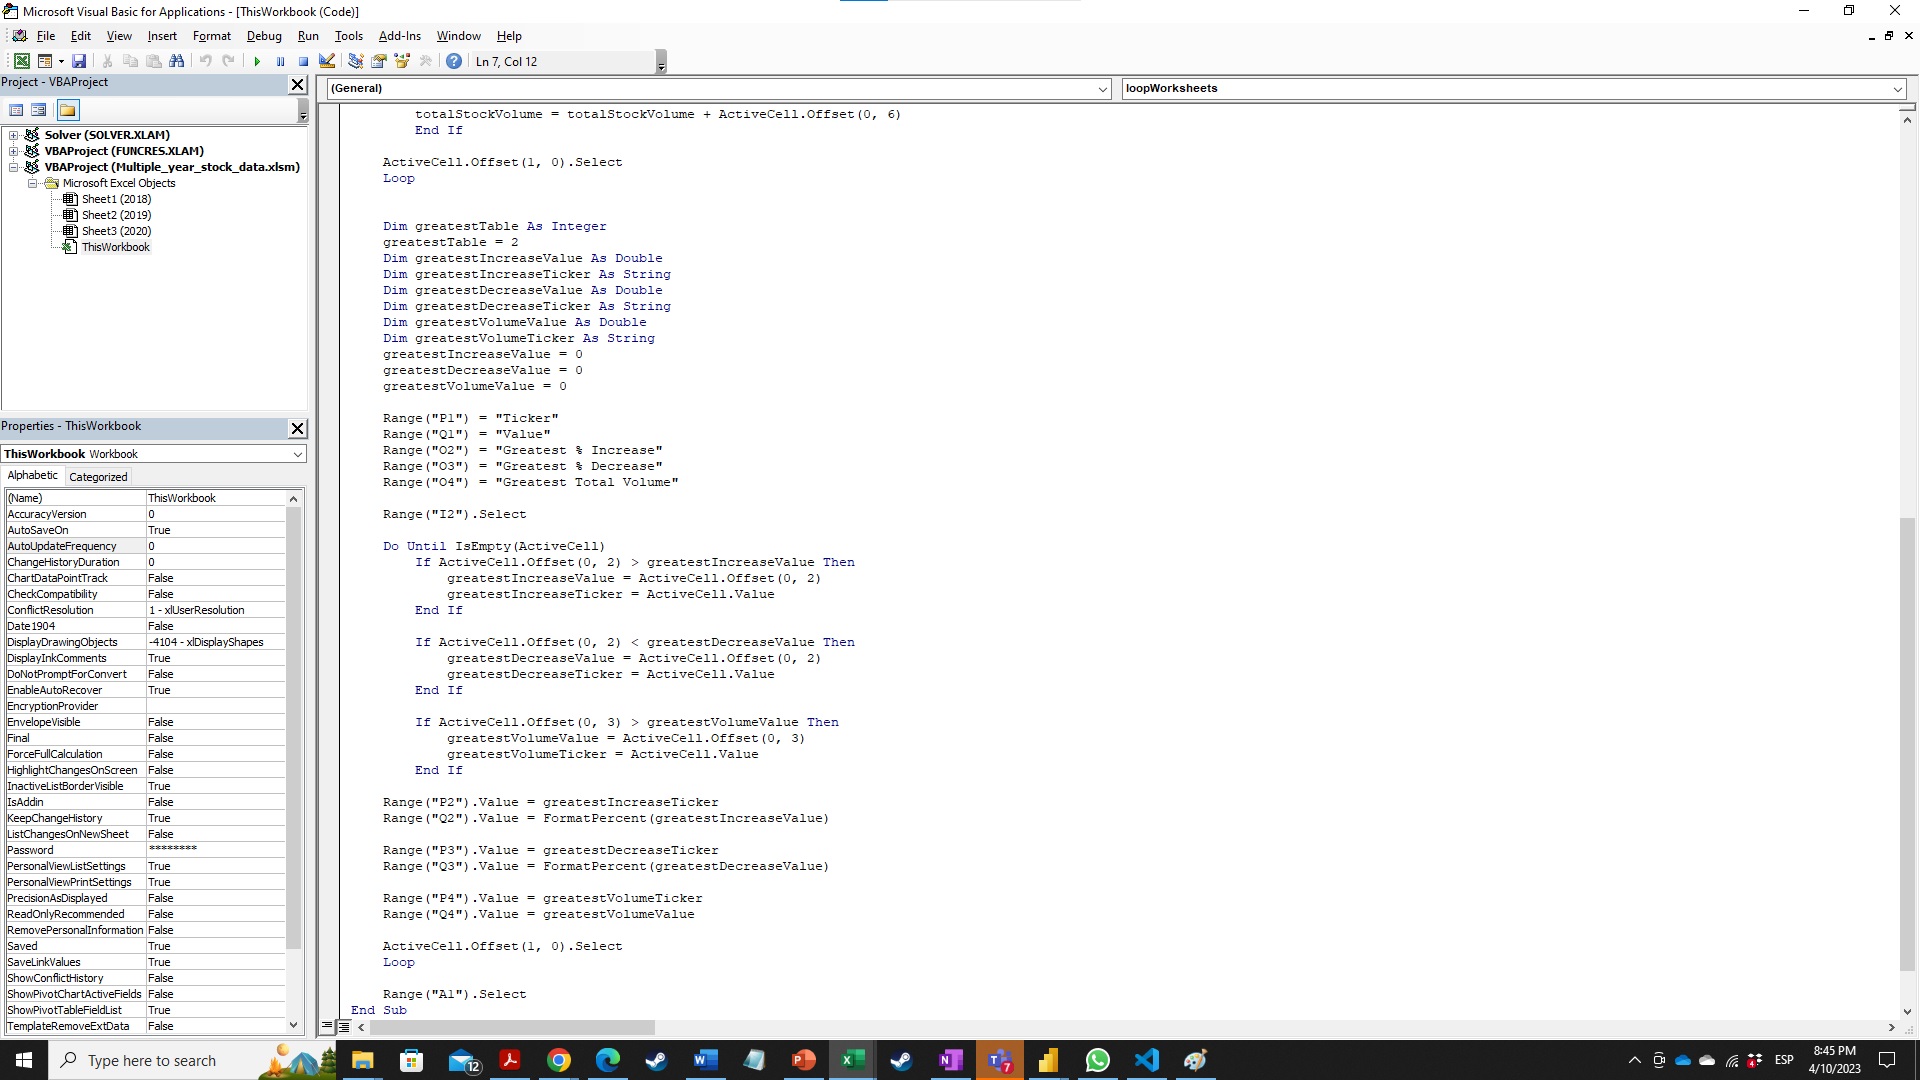 Microsoft Visual Basic for Applications - [ThisWorkbook (Code)]
File Edit View Insert Format Debug Run Tools Add-Ins Window Help
Ln 7, Col 12
Project - VBAProject
Solver (SOLVER.XLAM)
VBAProject (FUNCRES.XLAM)
VBAProject (Multiple_year_stock_data.xlsm)
Microsoft Excel Objects
Sheet1 (2018)
Sheet2 (2019)
Sheet3 (2020)
ThisWorkbook
Properties - ThisWorkbook
ThisWorkbook Workbook
Alphabetic Categorized
(Name) ThisWorkbook
AccuracyVersion 0
AutoSaveOn True
AutoUpdateFrequency 0
ChangeHistoryDuration 0
ChartDataPointTrack False
CheckCompatibility False
ConflictResolution 1 - xlUserResolution
Date1904 False
DisplayDrawingObjects -4104 - xlDisplayShapes
DisplayInkComments True
DoNotPromptForConvert False
EnableAutoRecover True
EncryptionProvider
EnvelopeVisible False
Final False
ForceFullCalculation False
HighlightChangesOnScreen False
InactiveListBorderVisible True
IsAddin False
KeepChangeHistory True
ListChangesOnNewSheet False
Password ********
PersonalViewListSettings True
PersonalViewPrintSettings True
PrecisionAsDisplayed False
ReadOnlyRecommended False
RemovePersonalInformation False
Saved True
SaveLinkValues True
ShowConflictHistory False
ShowPivotChartActiveFields False
ShowPivotTableFieldList True
TemplateRemoveExtData False
(General) loopWorksheets
totalStockVolume = totalStockVolume + ActiveCell.Offset(0, 6)
End If
ActiveCell.Offset(1, 0).Select
Loop
Dim greatestTable As Integer
greatestTable = 2
Dim greatestIncreaseValue As Double
Dim greatestIncreaseTicker As String
Dim greatestDecreaseValue As Double
Dim greatestDecreaseTicker As String
Dim greatestVolumeValue As Double
Dim greatestVolumeTicker As String
greatestIncreaseValue = 0
greatestDecreaseValue = 0
greatestVolumeValue = 0
Range("P1") = "Ticker"
Range("Q1") = "Value"
Range("O2") = "Greatest % Increase"
Range("O3") = "Greatest % Decrease"
Range("O4") = "Greatest Total Volume"
Range("I2").Select
Do Until IsEmpty(ActiveCell)
If ActiveCell.Offset(0, 2) > greatestIncreaseValue Then
greatestIncreaseValue = ActiveCell.Offset(0, 2)
greatestIncreaseTicker = ActiveCell.Value
End If
If ActiveCell.Offset(0, 2) < greatestDecreaseValue Then
greatestDecreaseValue = ActiveCell.Offset(0, 2)
greatestDecreaseTicker = ActiveCell.Value
End If
If ActiveCell.Offset(0, 3) > greatestVolumeValue Then
greatestVolumeValue = ActiveCell.Offset(0, 3)
greatestVolumeTicker = ActiveCell.Value
End If
Range("P2").Value = greatestIncreaseTicker
Range("Q2").Value = FormatPercent(greatestIncreaseValue)
Range("P3").Value = greatestDecreaseTicker
Range("Q3").Value = FormatPercent(greatestDecreaseValue)
Range("P4").Value = greatestVolumeTicker
Range("Q4").Value = greatestVolumeValue
ActiveCell.Offset(1, 0).Select
Loop
Range("A1").Select
End Sub
Type here to search
12
7
ESP
8:45 PM
4/10/2023